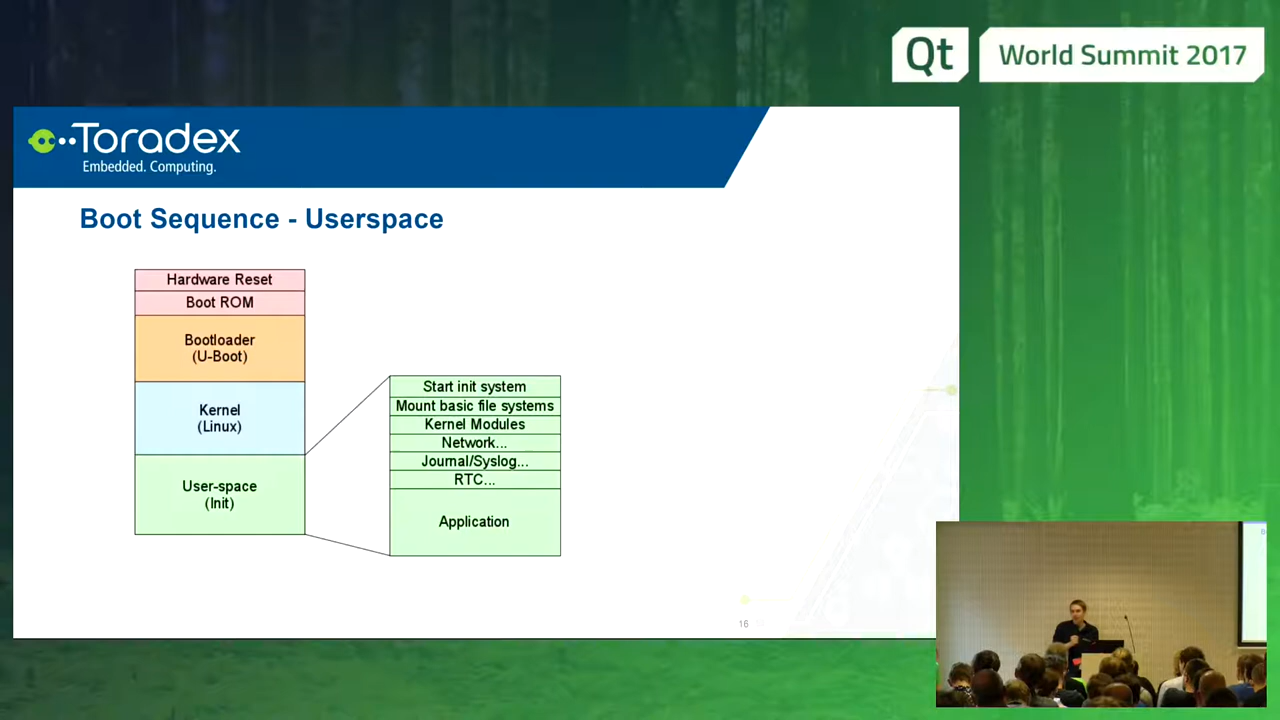 Qt World Summit 2017
Toradex
Embedded. Computing.
Boot Sequence - Userspace
Hardware Reset
Boot ROM
Bootloader
(U-Boot)
Kernel
(Linux)
User-space
(Init)
Start init system
Mount basic file systems
Kernel Modules
Network...
Journal/Syslog...
RTC...
Application
16